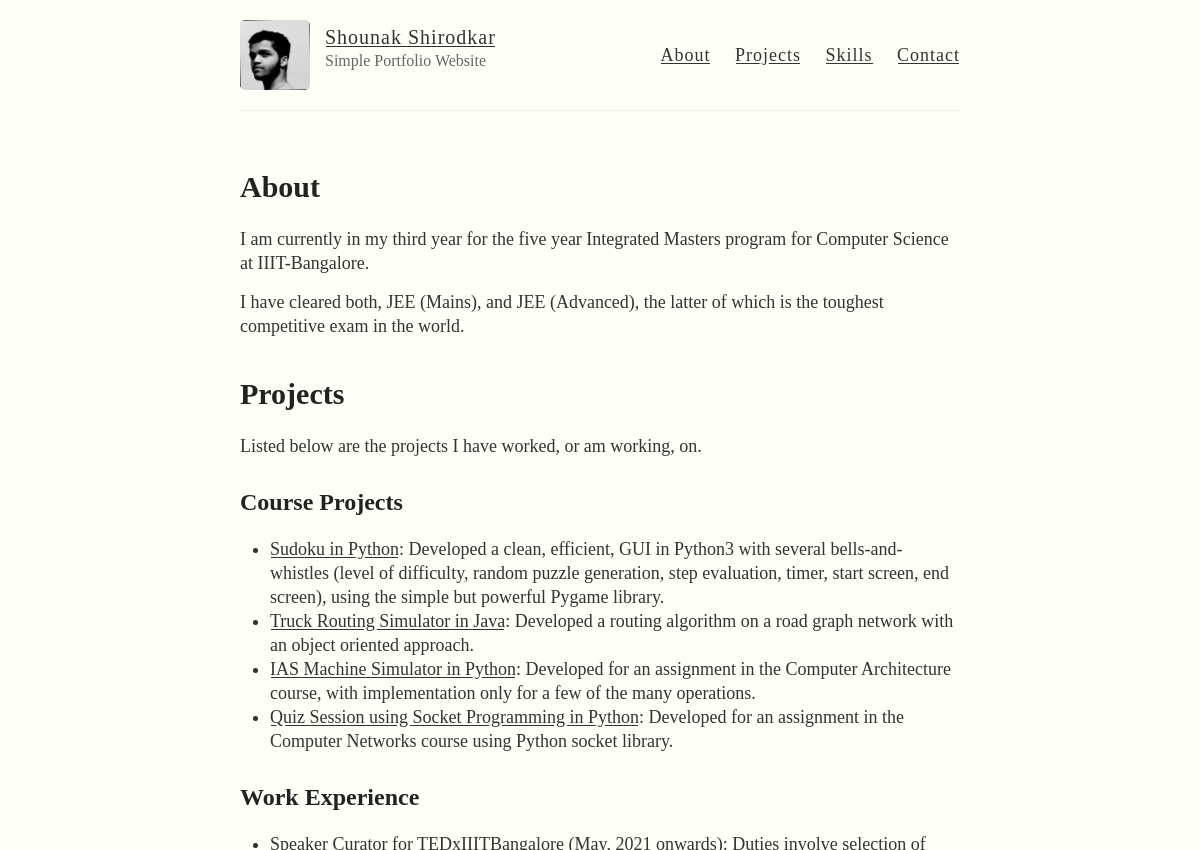 Shounak Shirodkar
Simple Portfolio Website
About Projects Skills Contact
About
I am currently in my third year for the five year Integrated Masters program for Computer Science
at IIIT-Bangalore.
I have cleared both, JEE (Mains), and JEE (Advanced), the latter of which is the toughest
competitive exam in the world.
Projects
Listed below are the projects I have worked, or am working, on.
Course Projects
Sudoku in Python: Developed a clean, efficient, GUI in Python3 with several bells-and-
whistles (level of difficulty, random puzzle generation, step evaluation, timer, start screen, end
screen), using the simple but powerful Pygame library.
Truck Routing Simulator in Java: Developed a routing algorithm on a road graph network with
an object oriented approach.
IAS Machine Simulator in Python: Developed for an assignment in the Computer Architecture
course, with implementation only for a few of the many operations.
Quiz Session using Socket Programming in Python: Developed for an assignment in the
Computer Networks course using Python socket library.
Work Experience
Speaker Curator for TEDxIIITBangalore (May, 2021 onwards): Duties involve selection of